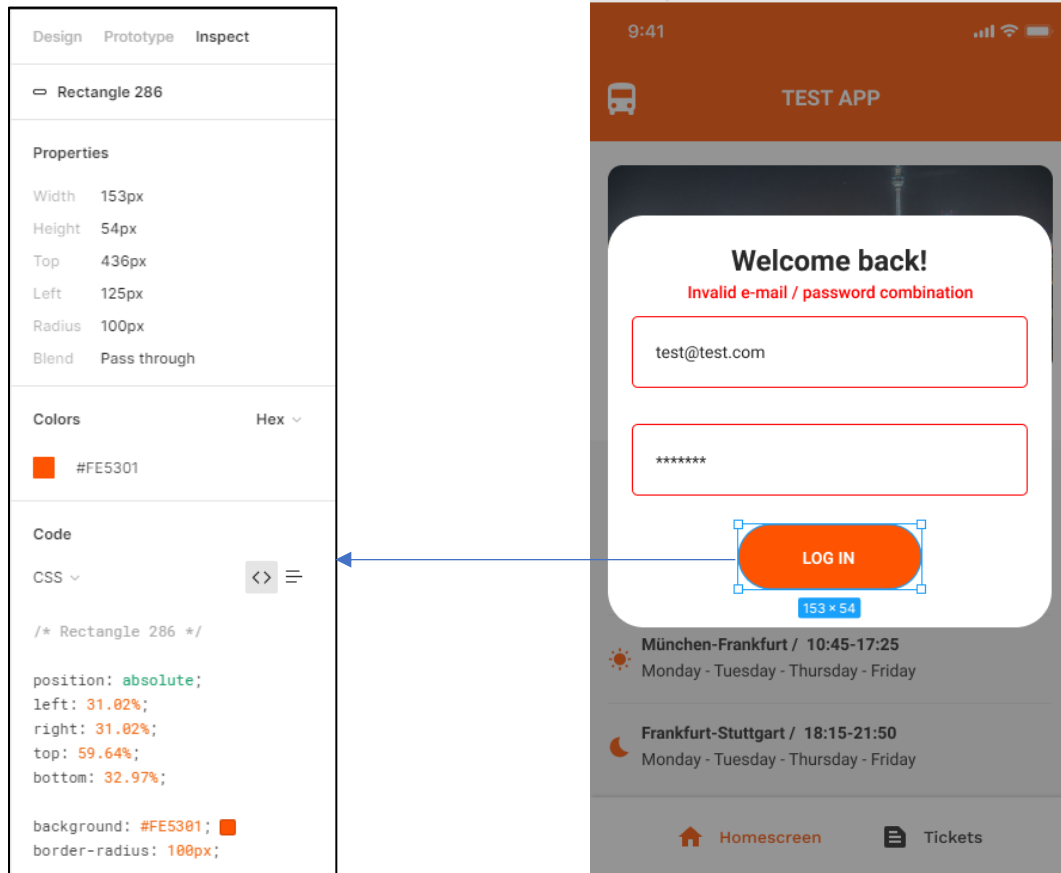 Design Prototype Inspect
Rectangle 286
Properties
Width 153px
Height 54px
Top 436px
Left 125px
Radius 100px
Blend Pass through
Colors Hex
#FE5301
Code
CSS <>
/* Rectangle 286 */
position: absolute;
left: 31.02%;
right: 31.02%;
top: 59.64%;
bottom: 32.97%;
background: #FE5301;
border-radius: 100px;
9:41
TEST APP
Welcome back!
Invalid e-mail / password combination
test@test.com
*******
LOG IN
153 × 54
München-Frankfurt / 10:45-17:25
Monday - Tuesday - Thursday - Friday
Frankfurt-Stuttgart / 18:15-21:50
Monday - Tuesday - Thursday - Friday
Homescreen Tickets